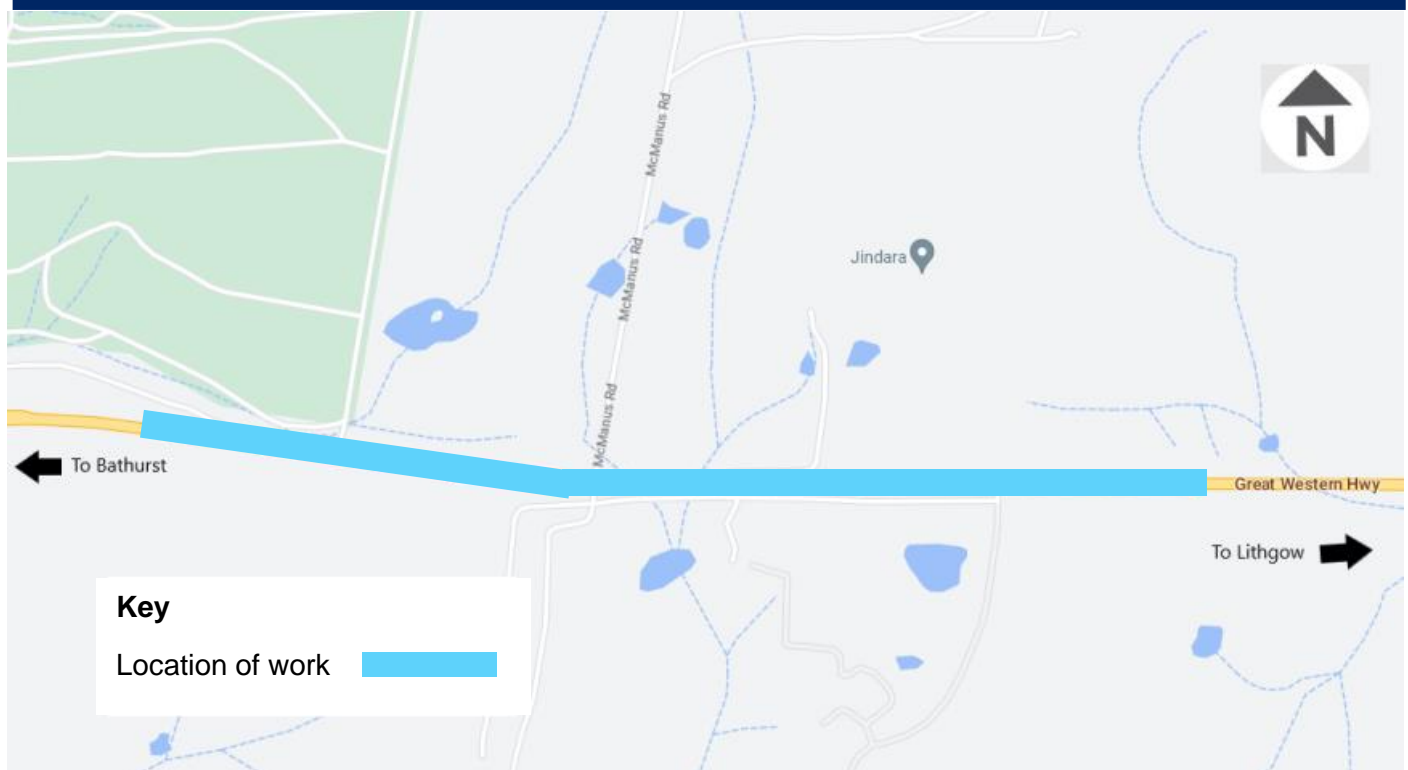 McManus Rd
N
McManus Rd
Jindara
McManus Rd
To Bathurst
Great Western Hwy
To Lithgow
Key
Location of work